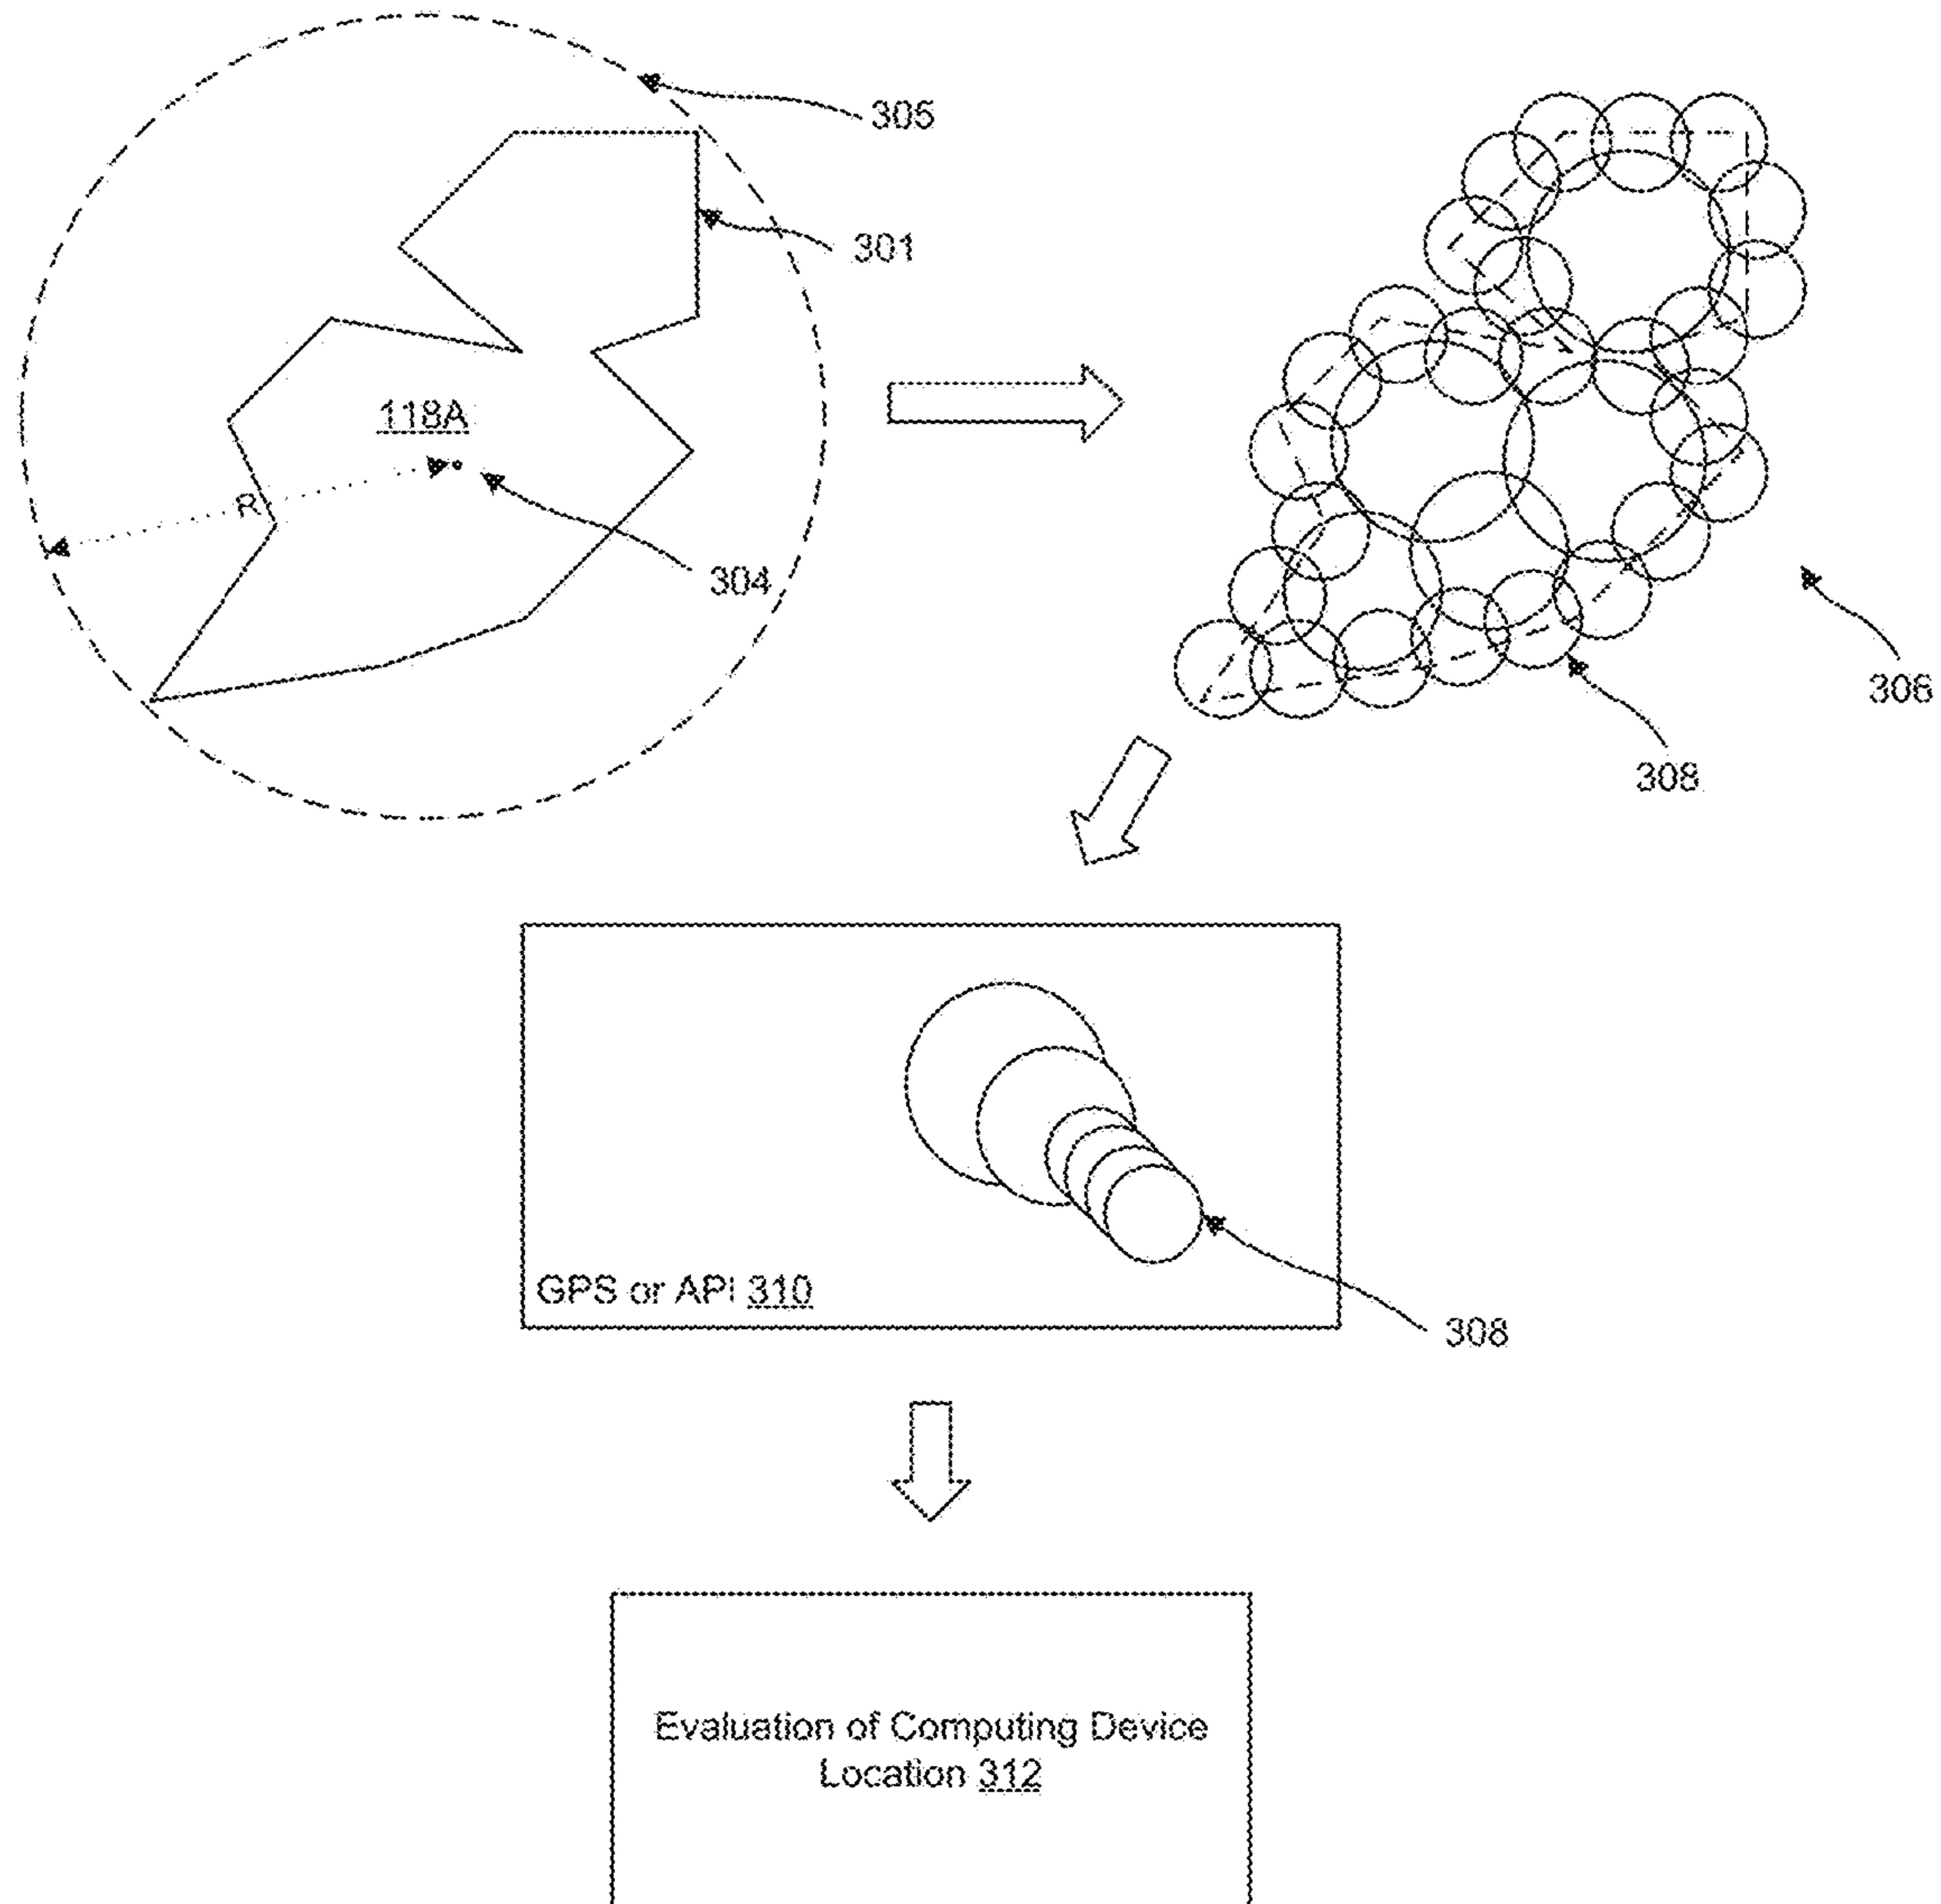 305
301
118A
R
304
306
308
GPS or API 310
308
Evaluation of Computing Device
Location 312